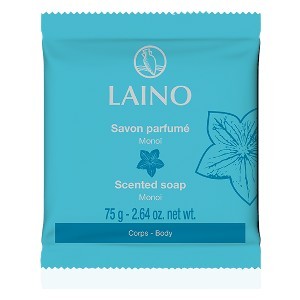 LAINO
Savon parfumé
Monoï
Scented soap
Monoï
75 g - 2.64 oz. net wt.
Corps - Body